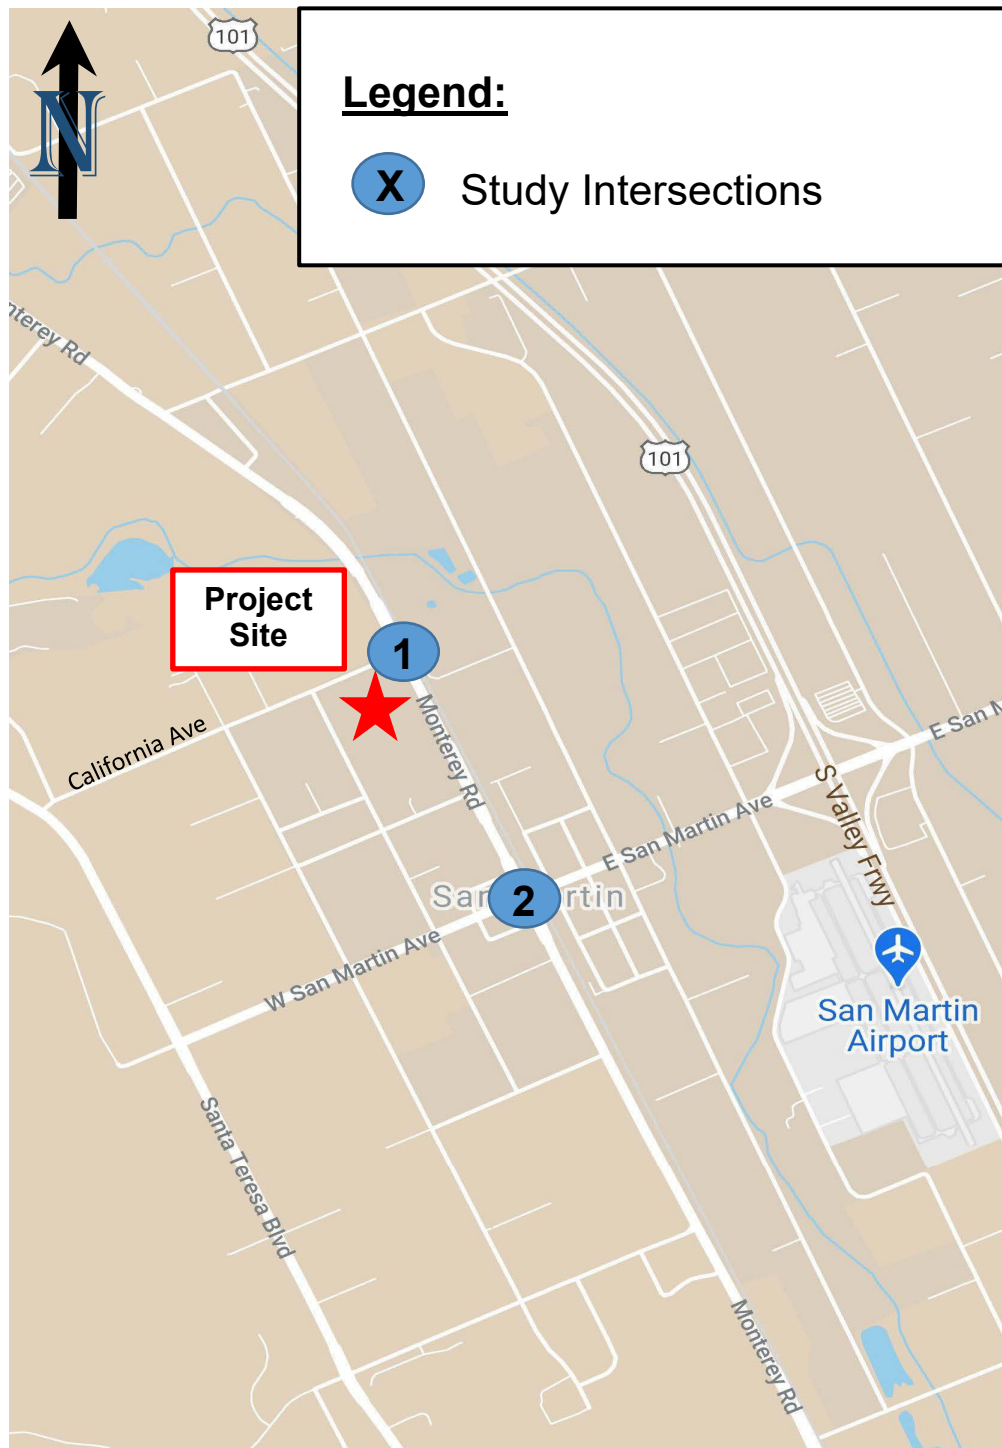 101
N
Legend:
X Study Intersections
nterey Rd
101
Project
Site
1
Monterey Rd
California Ave
E San M
S Valley Frwy
E San Martin Ave
San rtin
2
W San Martin Ave
San Martin
Airport
Santa Teresa Blvd
Monterey Rd